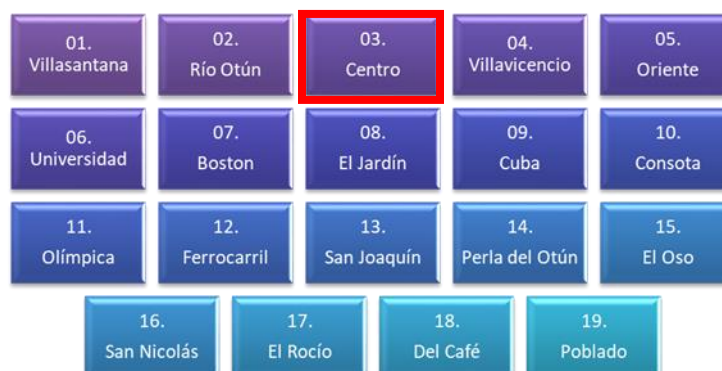 01.
Villasantana
02.
Río Otún
03.
Centro
04.
Villavicencio
05.
Oriente
06.
Universidad
07.
Boston
08.
El Jardín
09.
Cuba
10.
Consota
11.
Olímpica
12.
Ferrocarril
13.
San Joaquín
14.
Perla del Otún
15.
El Oso
16.
San Nicolás
17.
El Rocío
18.
Del Café
19.
Poblado